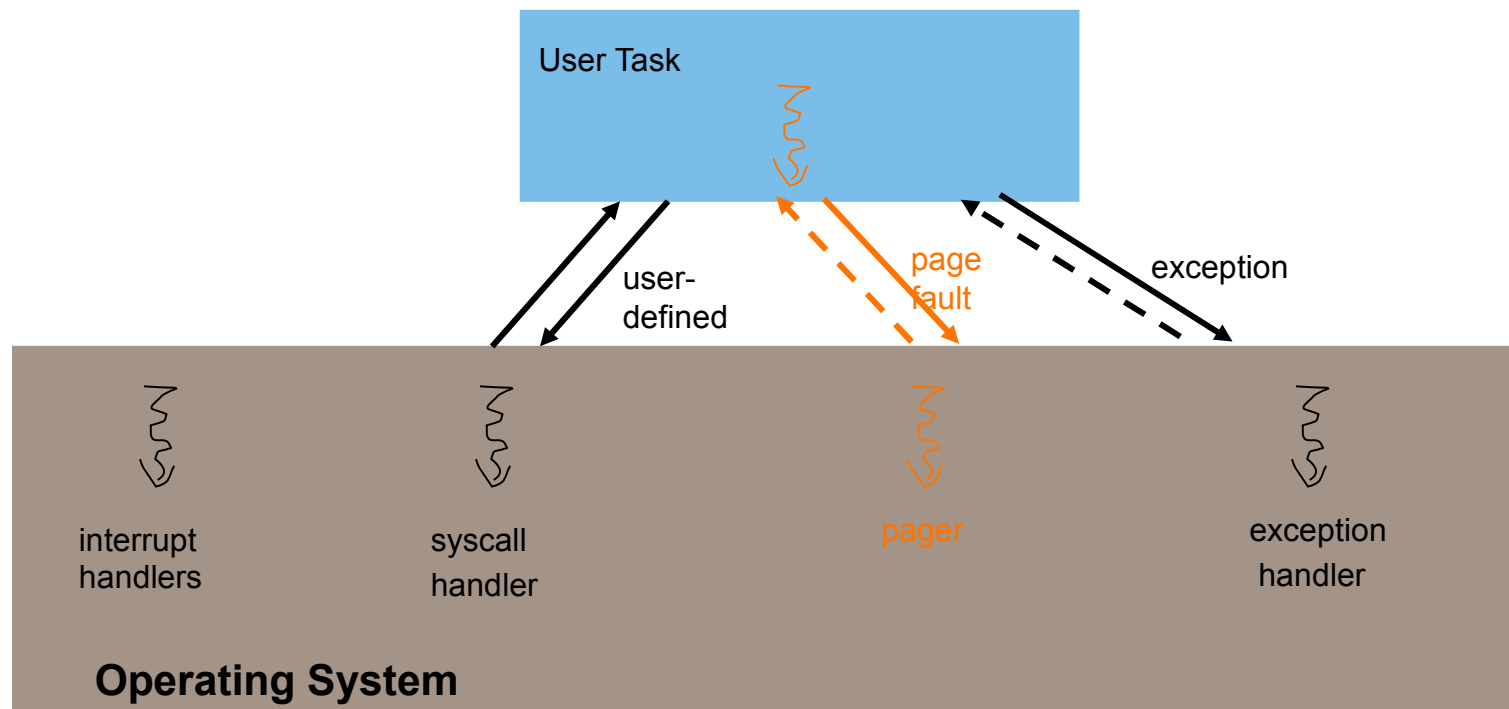 User Task
user-
defined
page
fault
exception
interrupt
handlers
syscall
handler
pager
exception
handler
Operating System